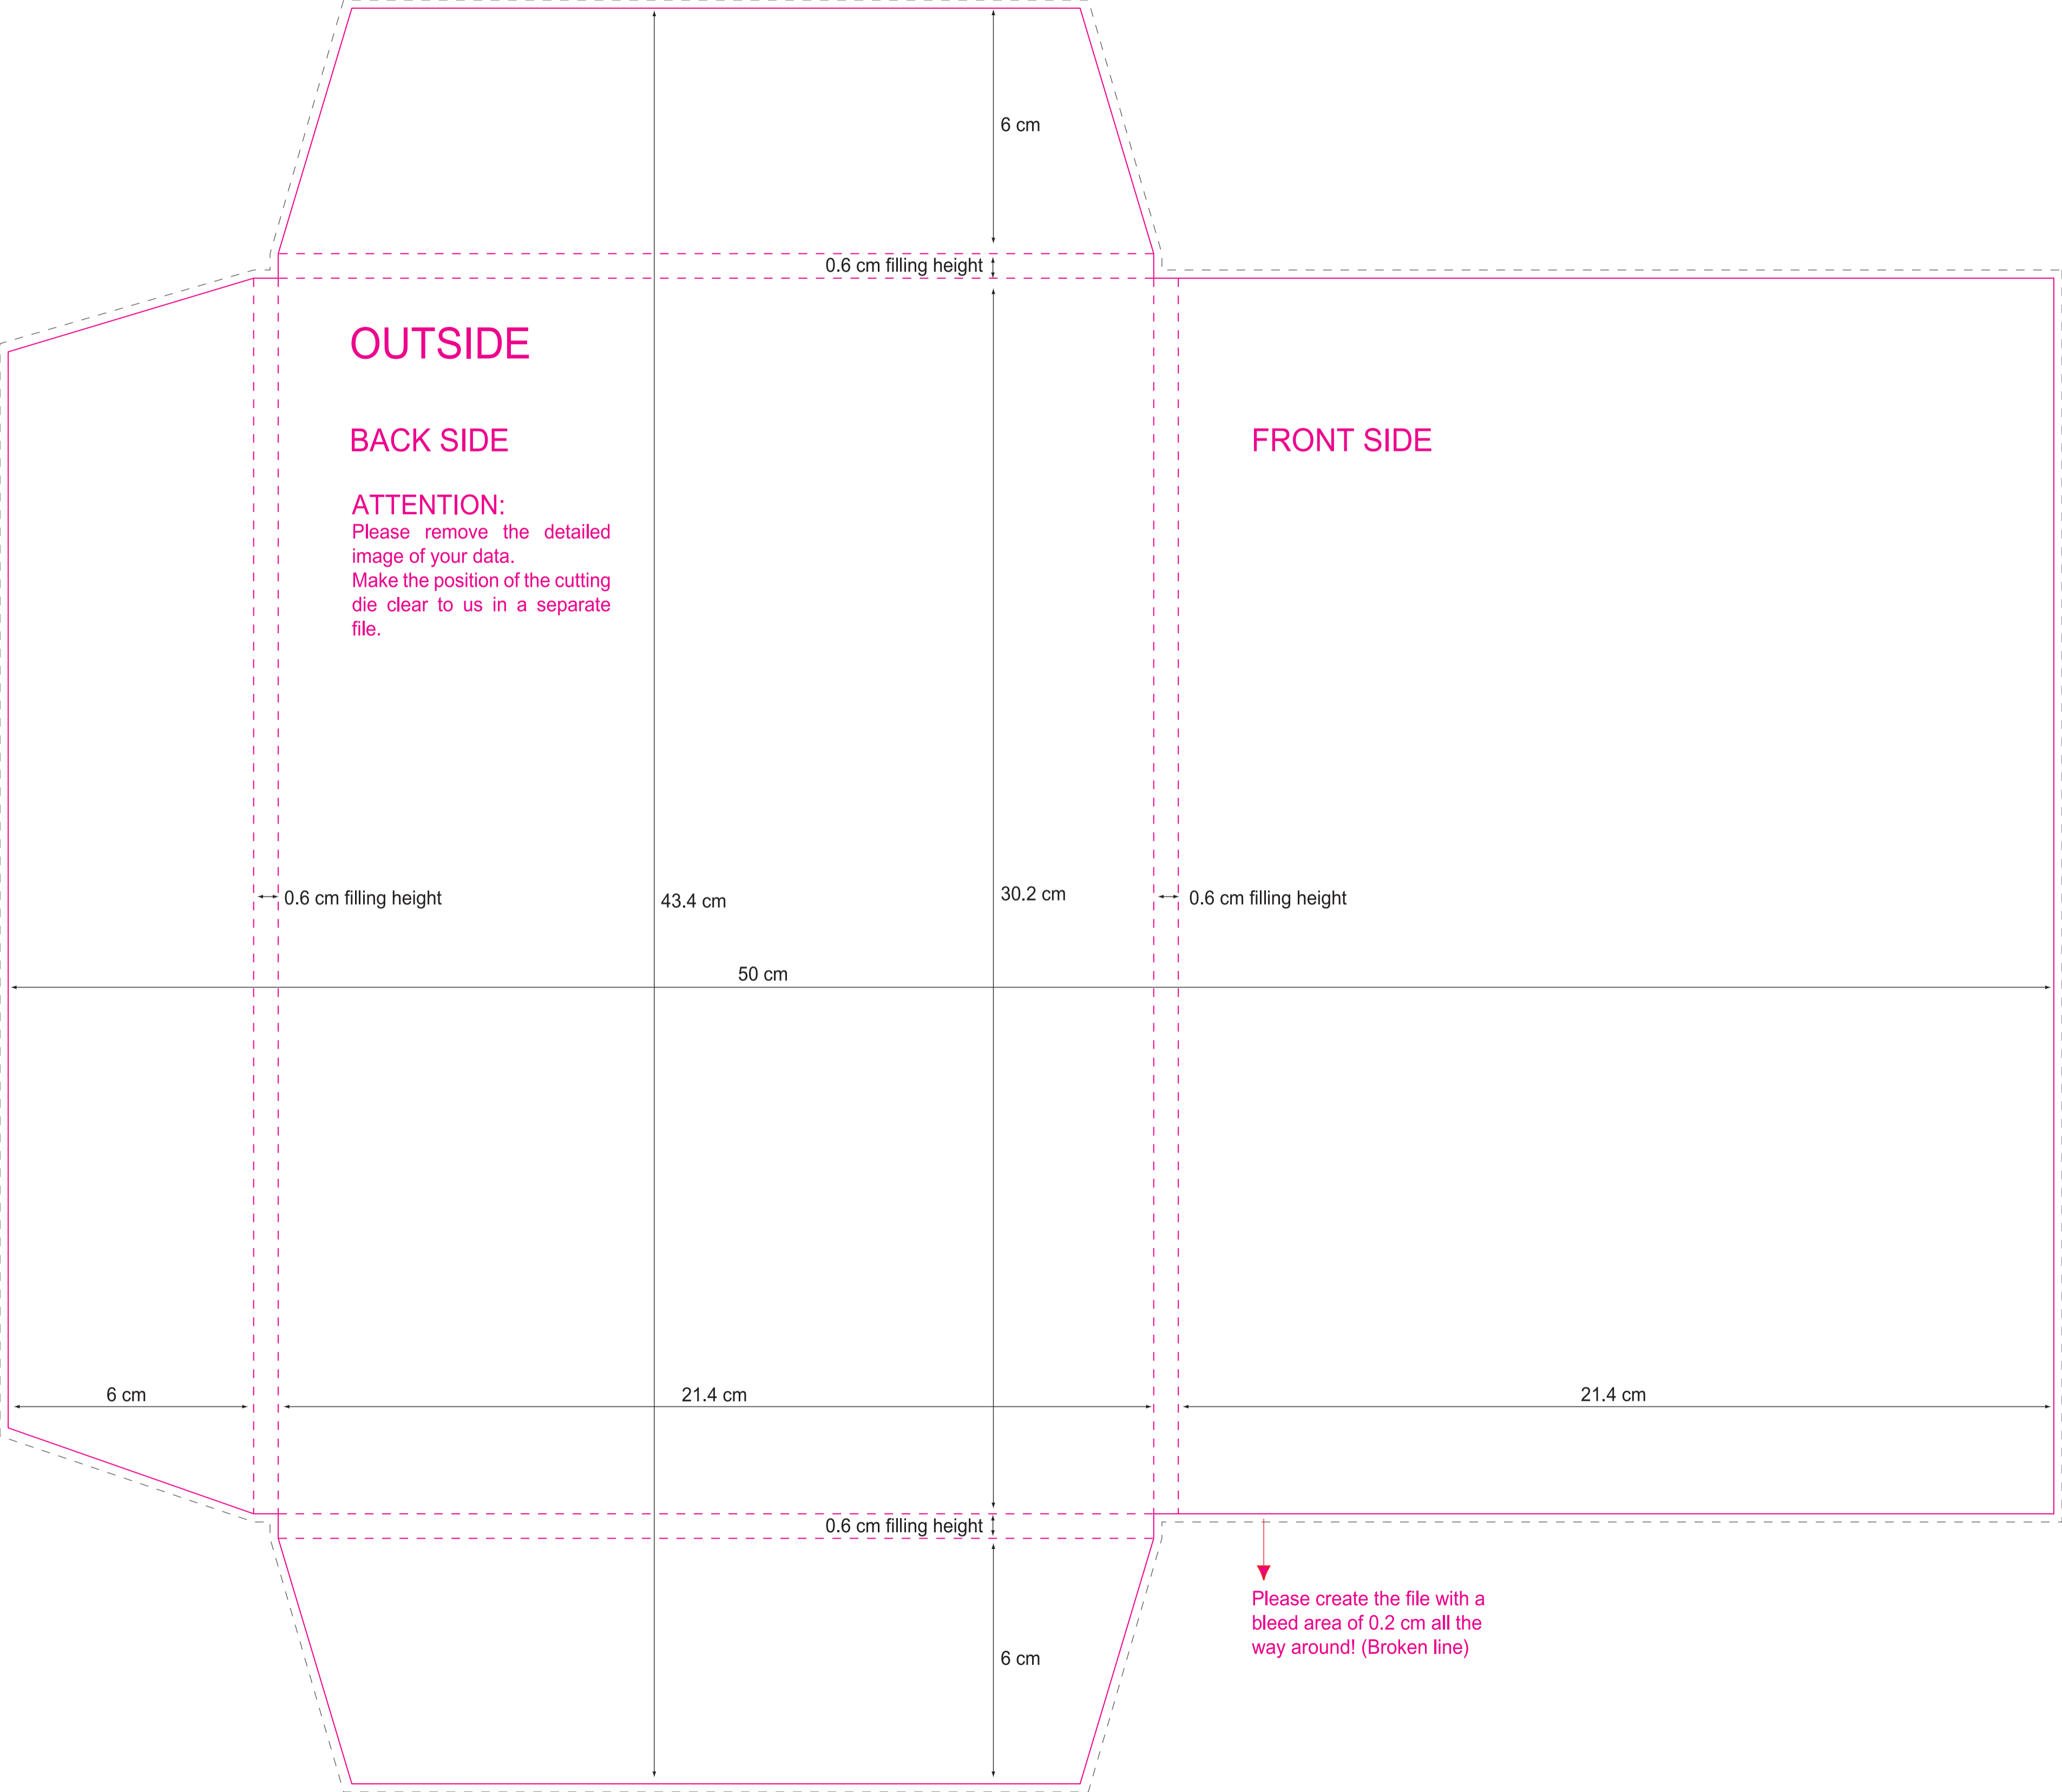 6 cm
0.6 cm filling height
OUTSIDE
BACK SIDE
FRONT SIDE
ATTENTION:
Please remove the detailed
image of your data.
Make the position of the cutting
die clear to us in a separate
file.
0.6 cm filling height
43.4 cm
30.2 cm
0.6 cm filling height
50 cm
6 cm
21.4 cm
21.4 cm
0.6 cm filling height
Please create the file with a
bleed area of 0.2 cm all the
way around! (Broken line)
6 cm